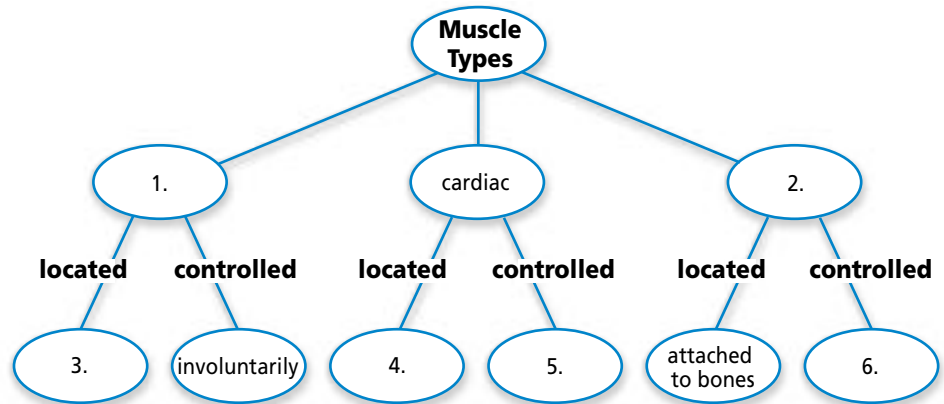 Muscle
Types
1.
cardiac
2.
located
controlled
located
controlled
located
controlled
3.
involuntarily
4.
5.
attached
to bones
6.